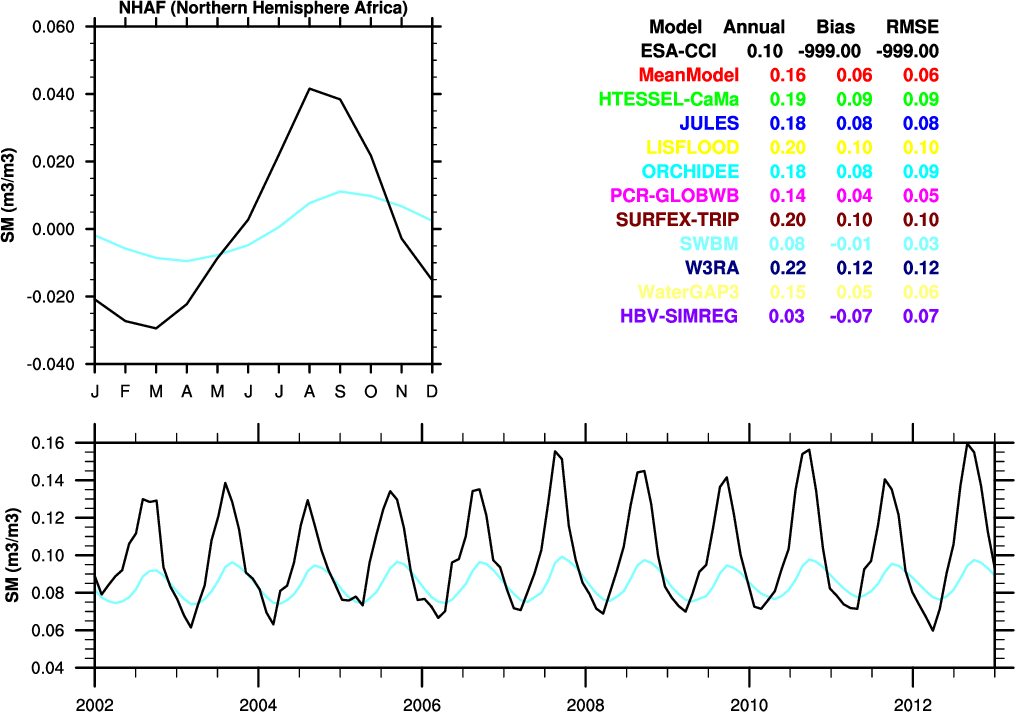 NHAF (Northern Hemisphere Africa)
0.060
0.040
0.020
0.000
-0.020
-0.040
SM (m3/m3)
J F M A M J J A S O N D
Model Annual Bias RMSE
ESA-CCI 0.10 -999.00 -999.00
MeanModel 0.16 0.06 0.06
HTESSEL-CaMa 0.19 0.09 0.09
JULES 0.18 0.08 0.08
LISFLOOD 0.20 0.10 0.10
ORCHIDEE 0.18 0.08 0.09
PCR-GLOBWB 0.14 0.04 0.05
SURFEX-TRIP 0.20 0.10 0.10
SWBM 0.08 -0.01 0.03
W3RA 0.22 0.12 0.12
WaterGAP3 0.15 0.05 0.06
HBV-SIMREG 0.03 -0.07 0.07
0.16
0.14
0.12
0.10
0.08
0.06
0.04
SM (m3/m3)
2002 2004 2006 2008 2010 2012